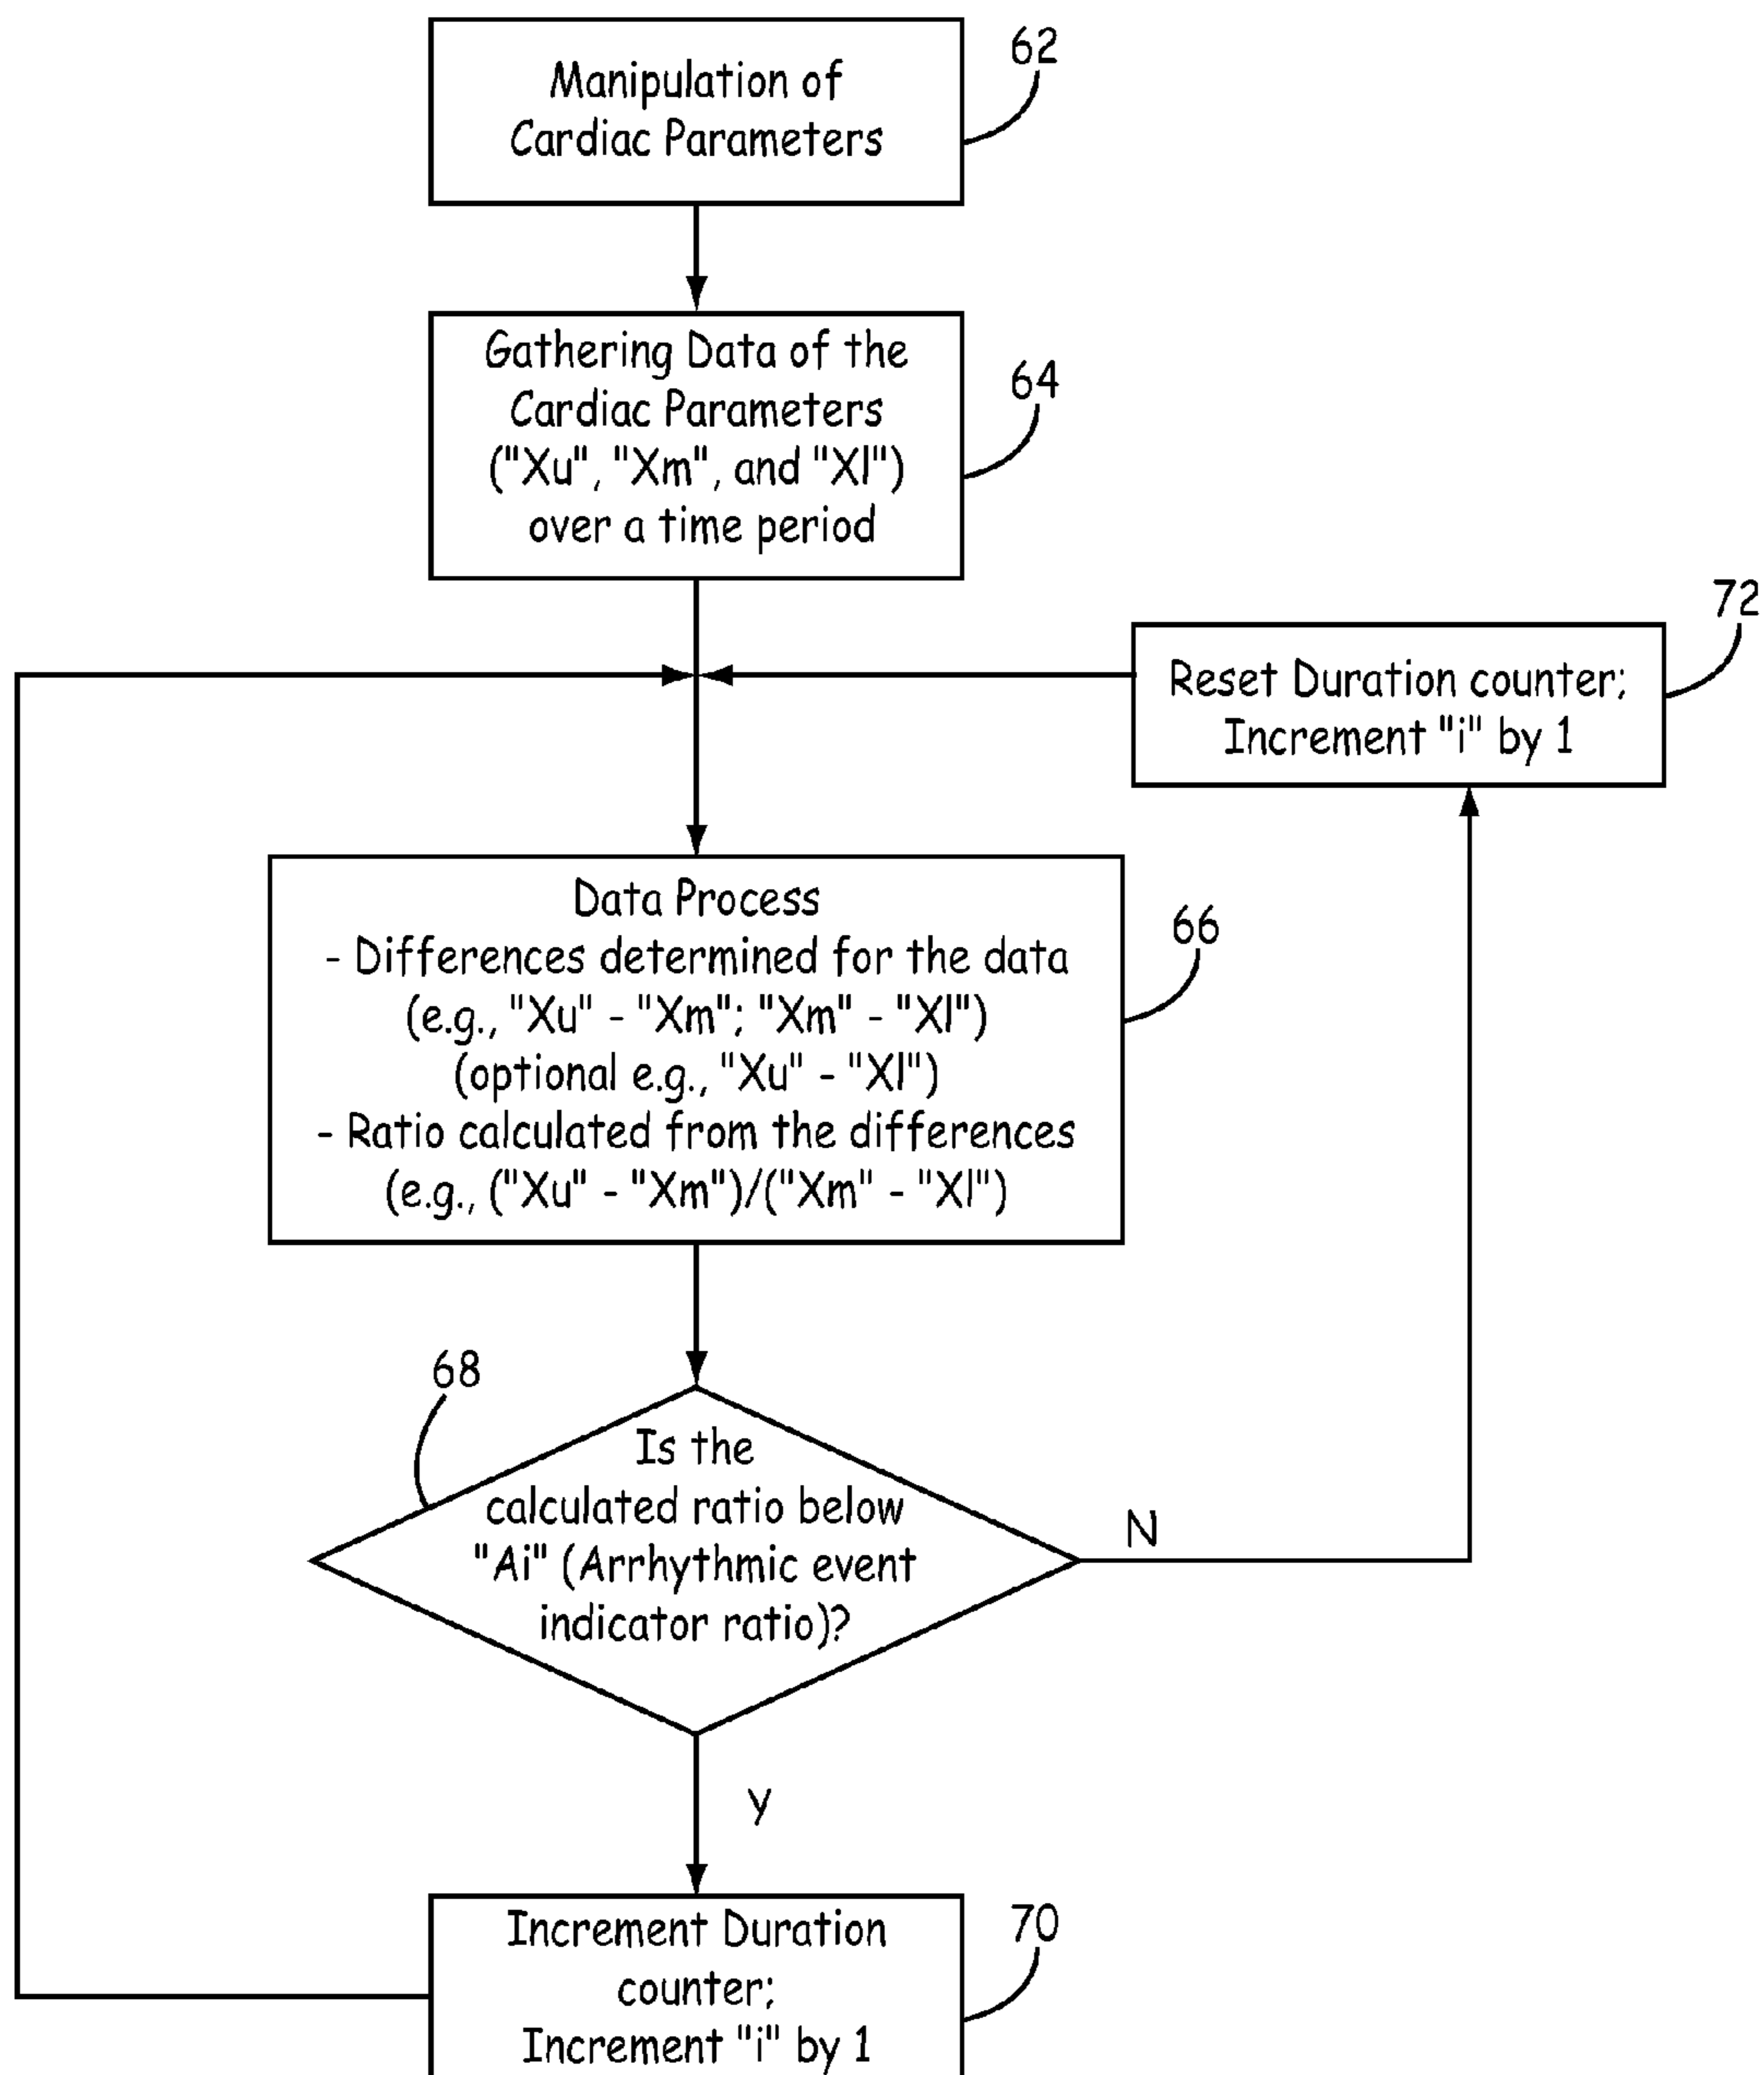 Manipulation of
Cardiac Parameters
62
Gathering Data of the
Cardiac Parameters
("Xu", "Xm", and "Xl")
over a time period
64
Reset Duration counter;
Increment "i" by 1
72
Data Process
- Differences determined for the data
(e.g., "Xu" - "Xm"; "Xm" - "Xl")
(optional e.g., "Xu" - "Xl")
- Ratio calculated from the differences
(e.g., ("Xu" - "Xm")/("Xm" - "Xl")
66
68
Is the
calculated ratio below
"Ai" (Arrhythmic event
indicator ratio)?
N
Y
Increment Duration
counter;
Increment "i" by 1
70